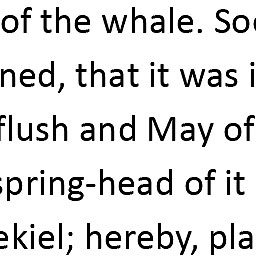 of the whale. Soo
ned, that it was i
flush and May of
spring-head of it
ekiel; hereby, pla